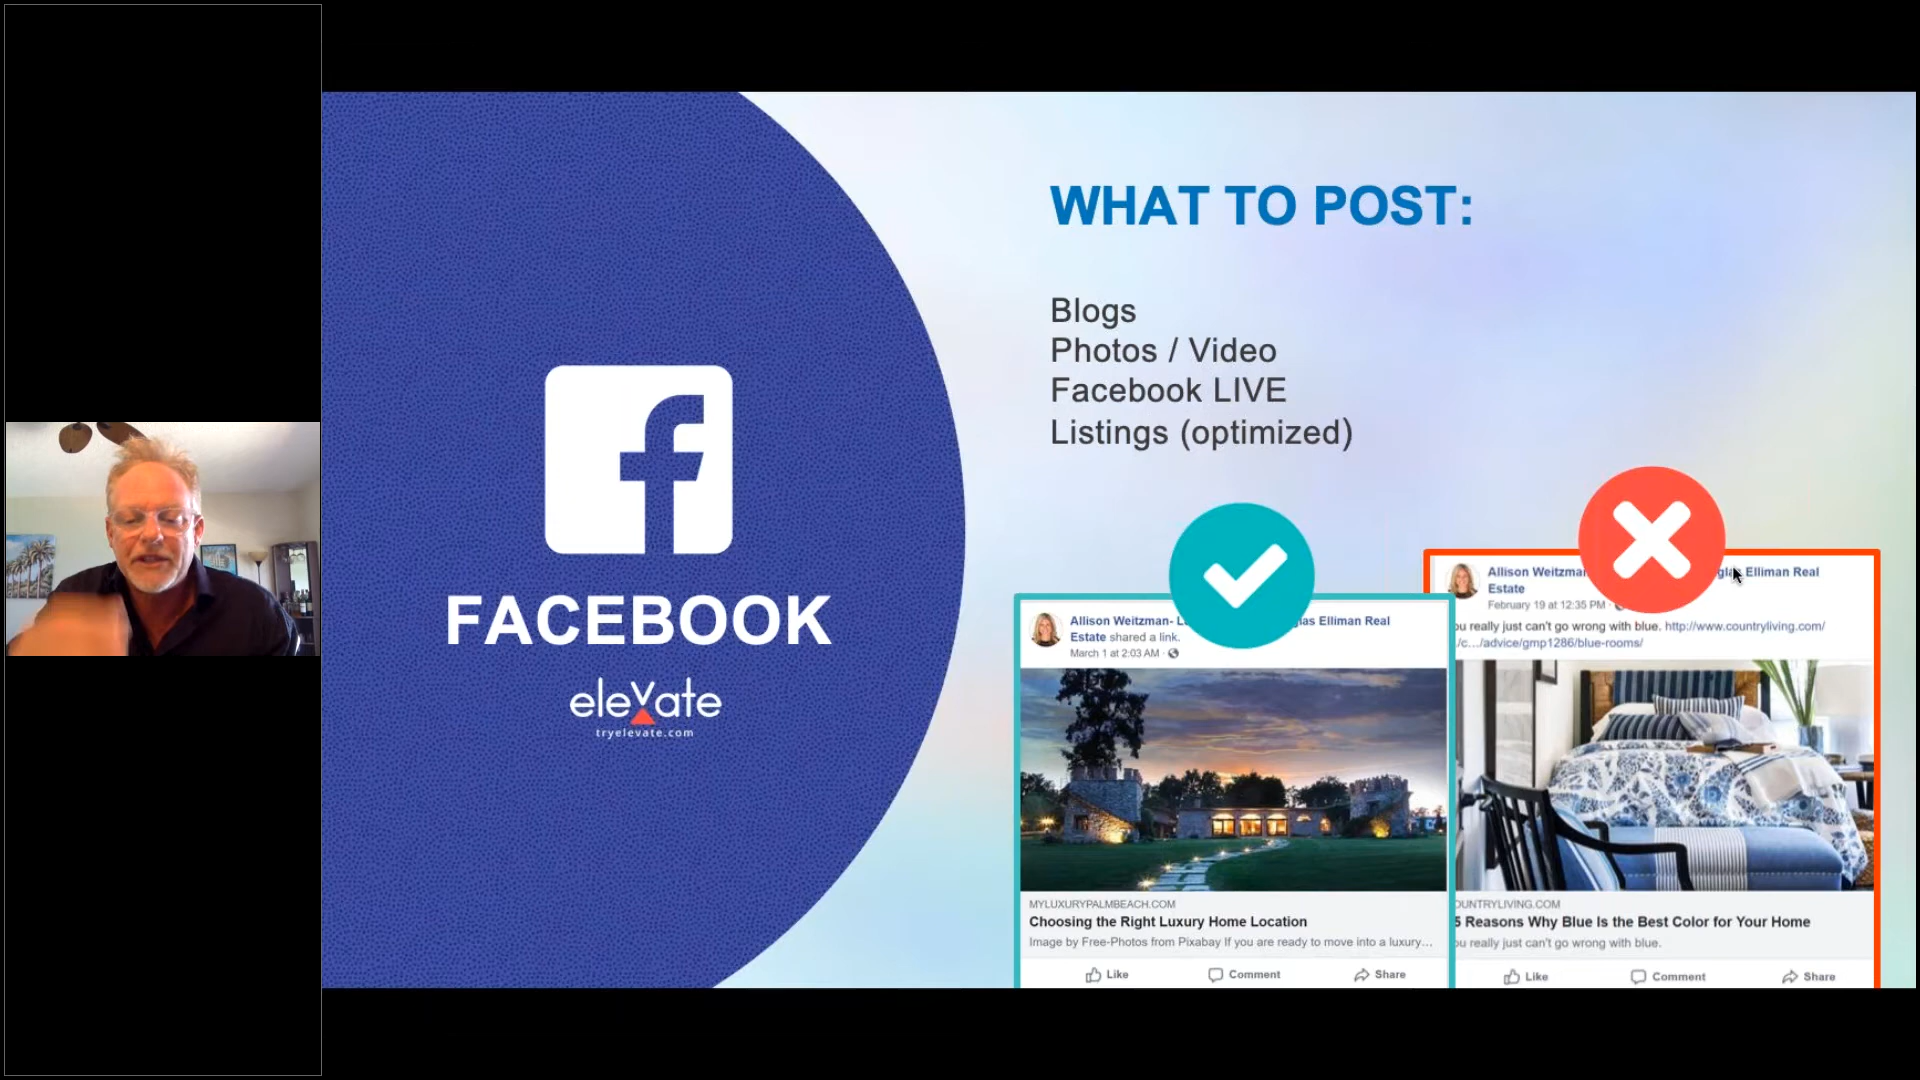 FACEBOOK
elevate
tryelevate.com
WHAT TO POST:
Blogs
Photos / Video
Facebook LIVE
Listings (optimized)
Allison Weitzman- Elliman Real
Estate shared a link.
March 1 at 2:03 AM ·
MYLUXURYPALMBEACH.COM
Choosing the Right Luxury Home Location
Image by Free-Photos from Pixabay If you are ready to move into a luxury...
Like Comment Share
Allison Weitzman Elliman Real
Estate
February 19 at 12:35 PM ·
really just can't go wrong with blue. http://www.countryliving.com/
/c.../advice/gmp1286/blue-rooms/
OUNTRYLIVING.COM
5 Reasons Why Blue Is the Best Color for Your Home
really just can't go wrong with blue.
Like Comment Share